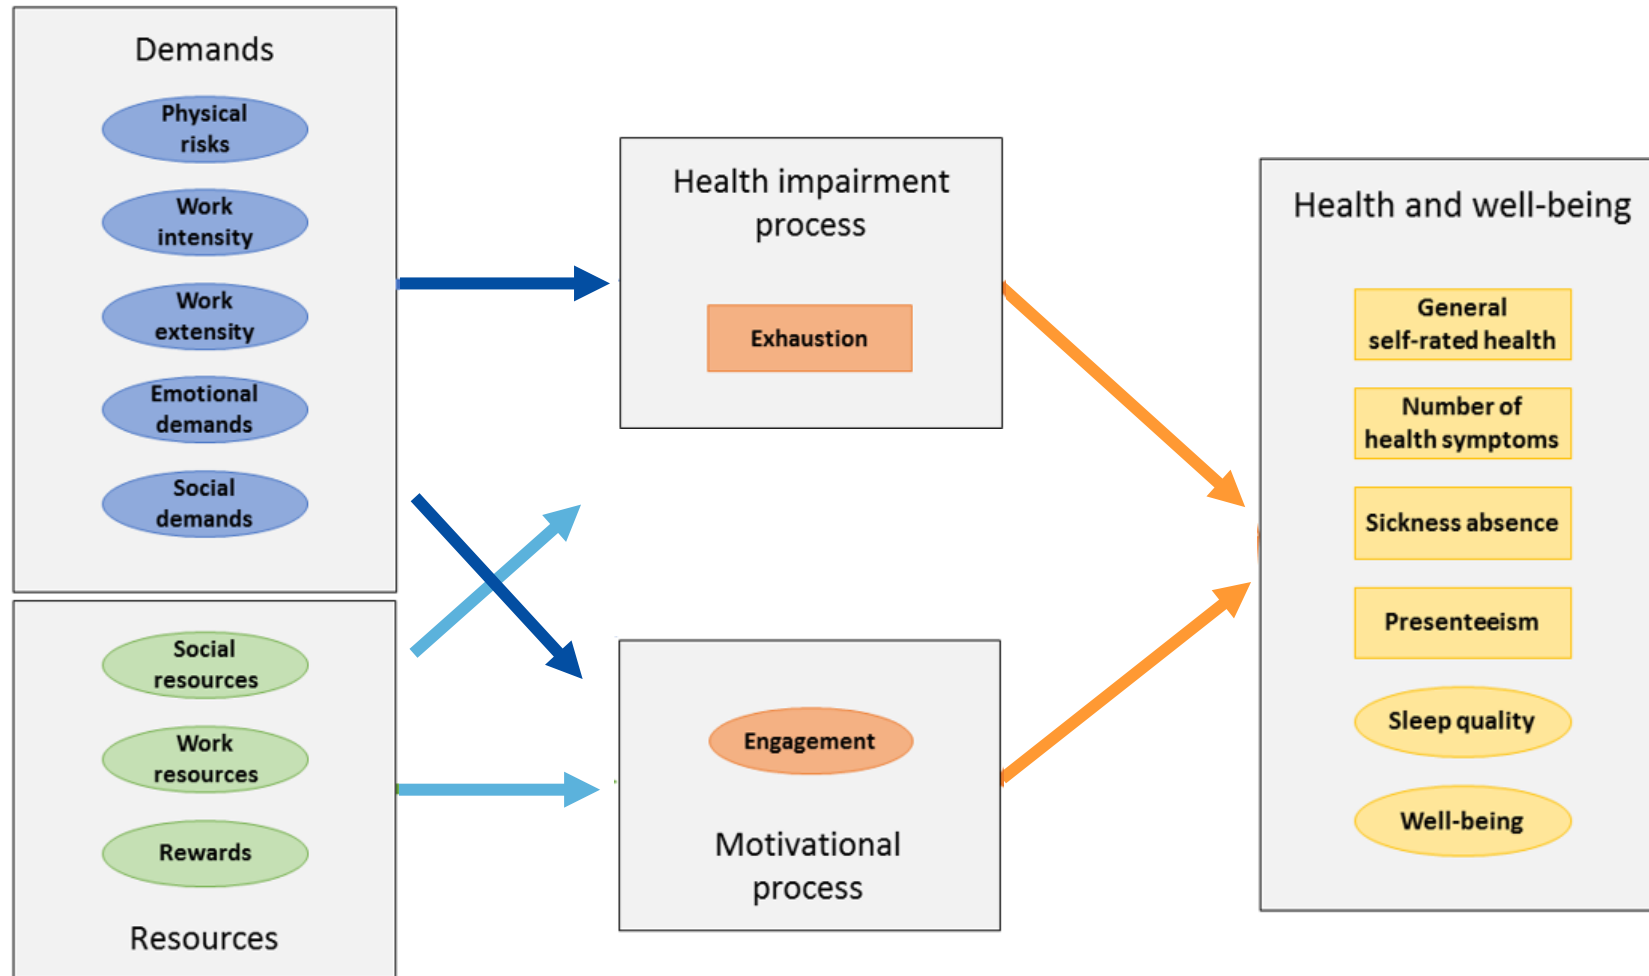 Demands
Physical
risks
Work
intensity
Work
extensity
Emotional
demands
Social
demands
Social
resources
Work
resources
Rewards
Resources
Health impairment
process
Exhaustion
Engagement
Motivational
process
Health and well-being
General
self-rated health
Number of
health symptoms
Sickness absence
Presenteeism
Sleep quality
Well-being